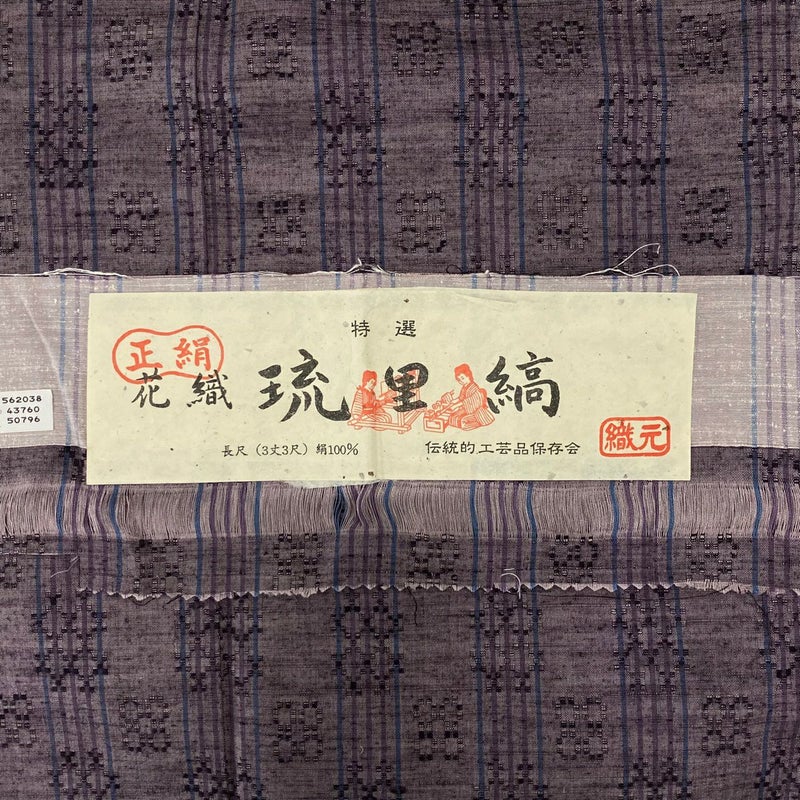 特選
正絹
花織 琉里縞
長尺(3丈3尺)絹100% 伝統的工芸品保存会
織元
562038
43760
50796